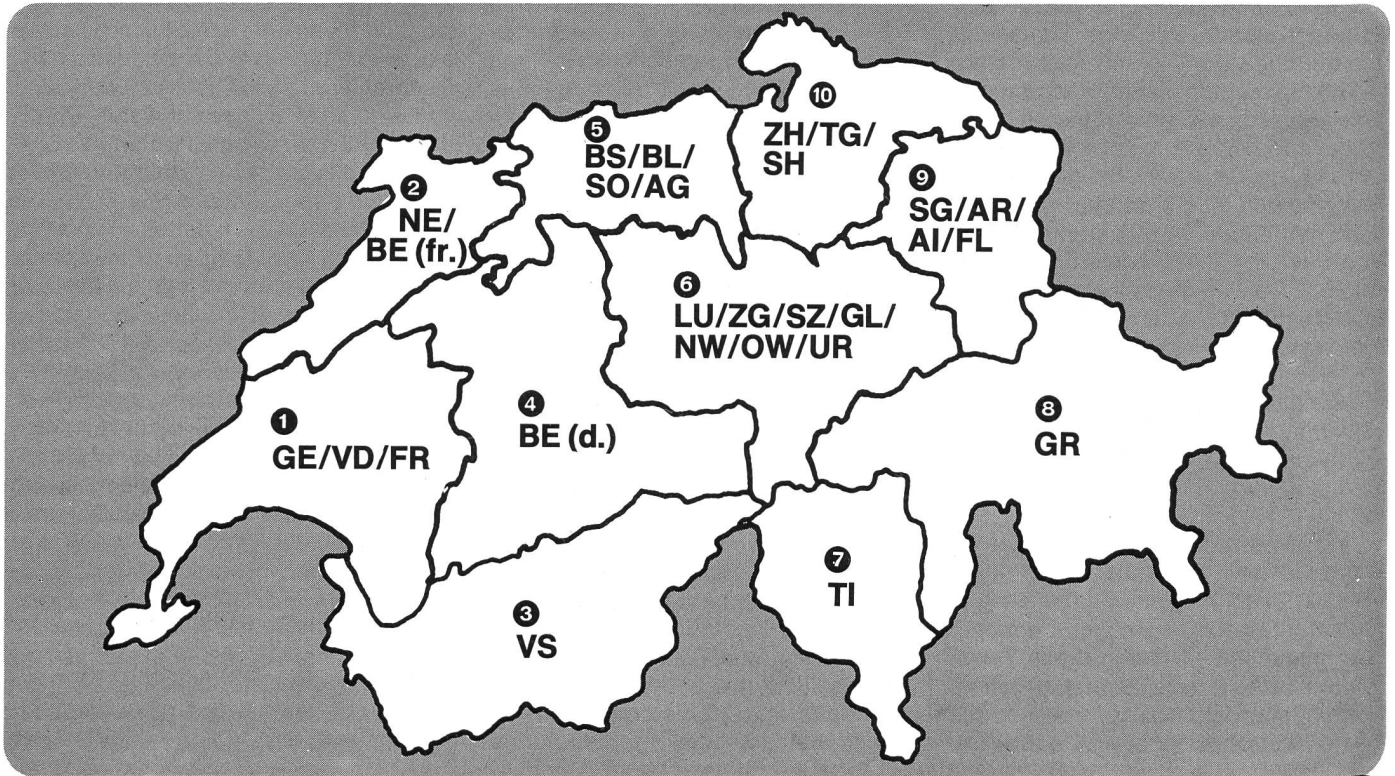 10
ZH/TG/
SH
5
BS/BL/
SO/AG
9
SG/AR/
AI/FL
2
NE/
BE (fr.)
6
LU/ZG/SZ/GL/
NW/OW/UR
1
GE/VD/FR
4
BE (d.)
8
GR
7
TI
3
VS